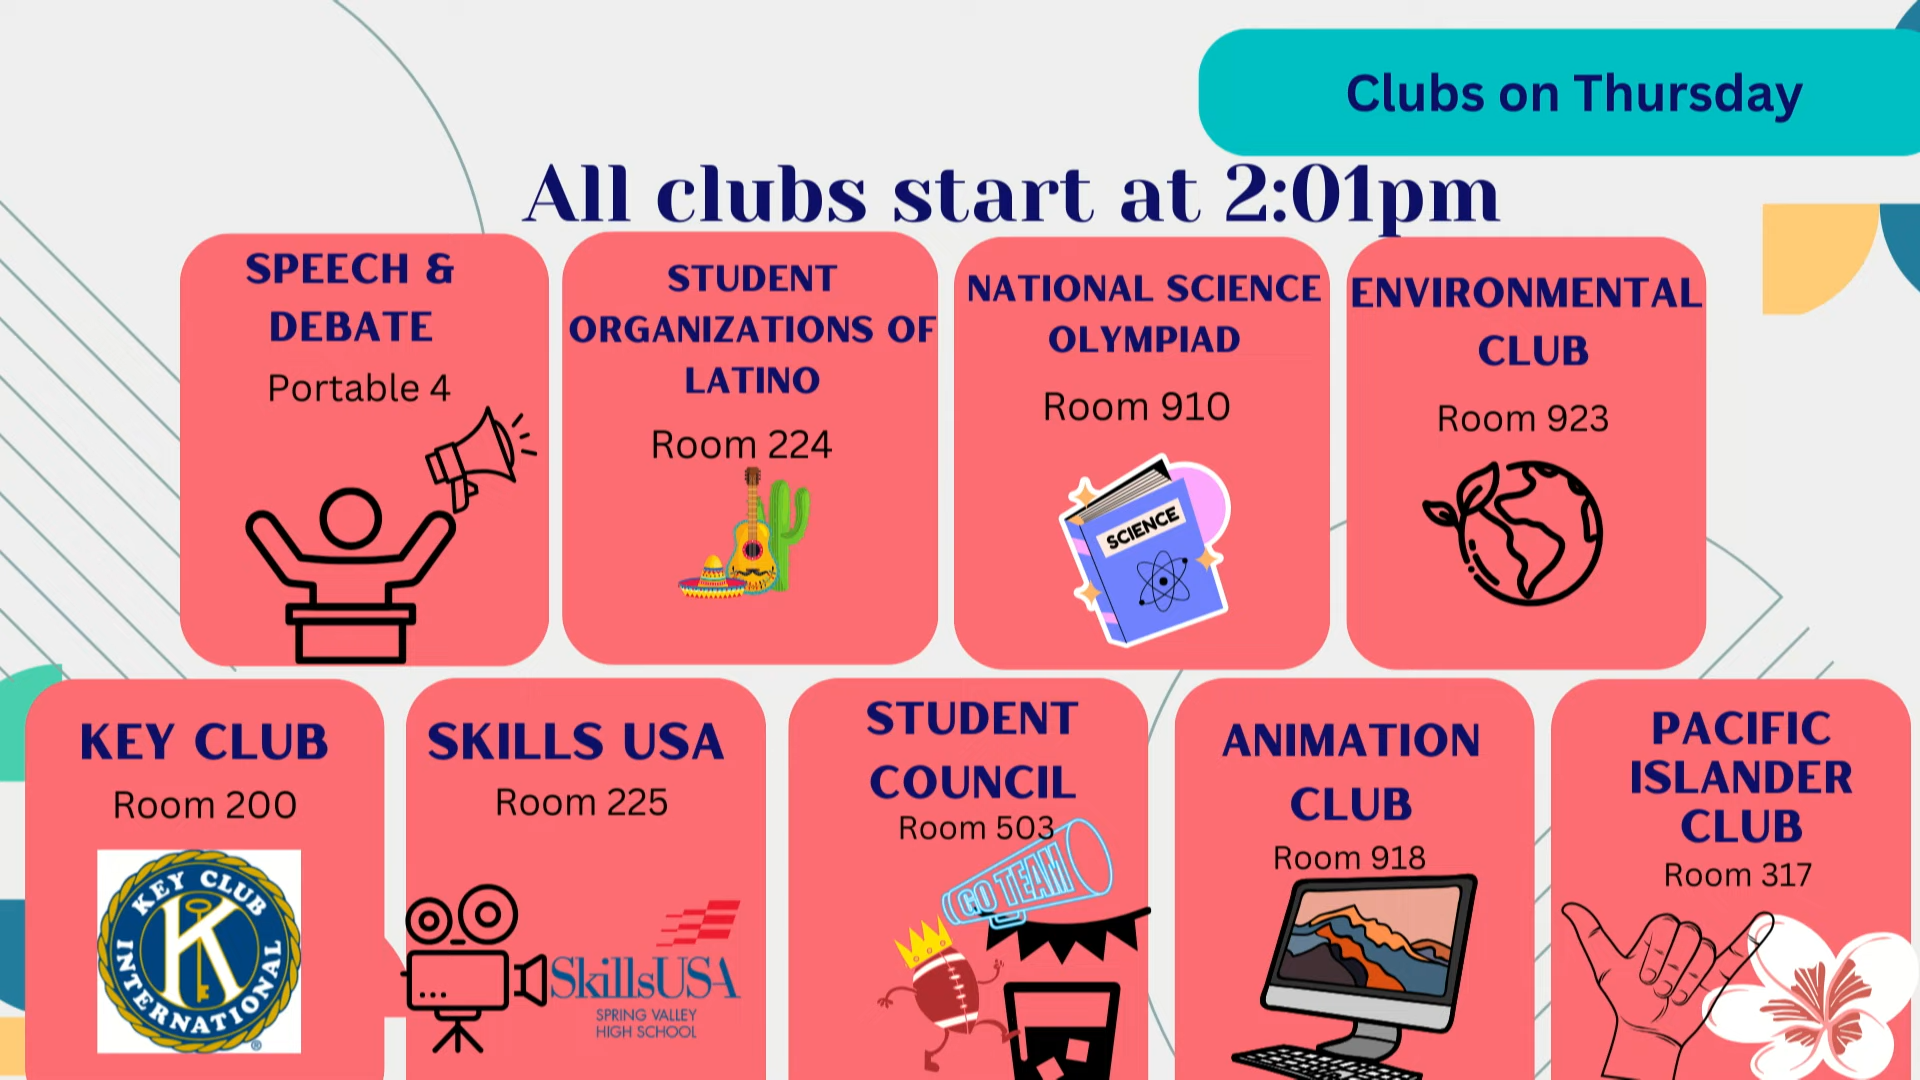 Clubs on Thursday
All clubs start at 2:01pm
SPEECH &
DEBATE
Portable 4
STUDENT
ORGANIZATIONS OF
LATINO
Room 224
NATIONAL SCIENCE
OLYMPIAD
Room 910
SCIENCE
ENVIRONMENTAL
CLUB
Room 923
KEY CLUB
Room 200
KEY CLUB
K
INTERNATIONAL
®
SKILLS USA
Room 225
SkillsUSA
SPRING VALLEY
HIGH SCHOOL
STUDENT
COUNCIL
Room 503
GO TEAM
ANIMATION
CLUB
Room 918
PACIFIC
ISLANDER
CLUB
Room 317